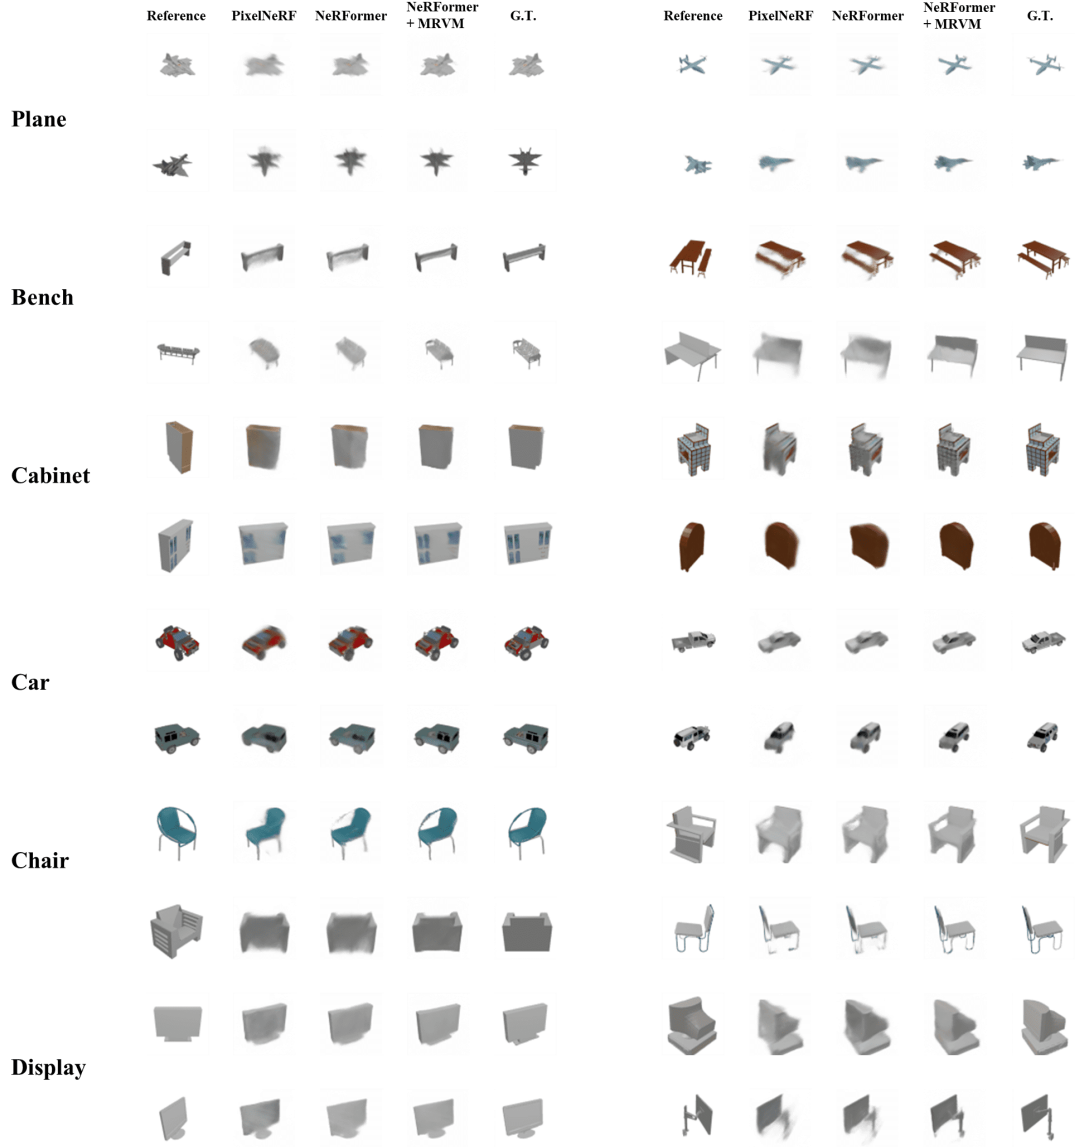 Reference PixelNeRF NeRFormer NeRFormer + MRVM G.T. Reference PixelNeRF NeRFormer NeRFormer + MRVM G.T.
Plane
Bench
Cabinet
Car
Chair
Display